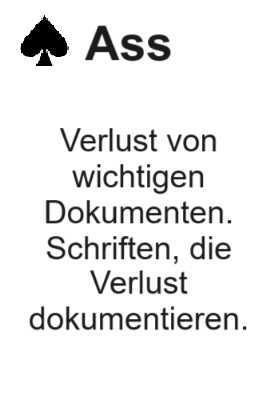 ♠ Ass
Verlust von
wichtigen
Dokumenten.
Schriften, die
Verlust
dokumentieren.